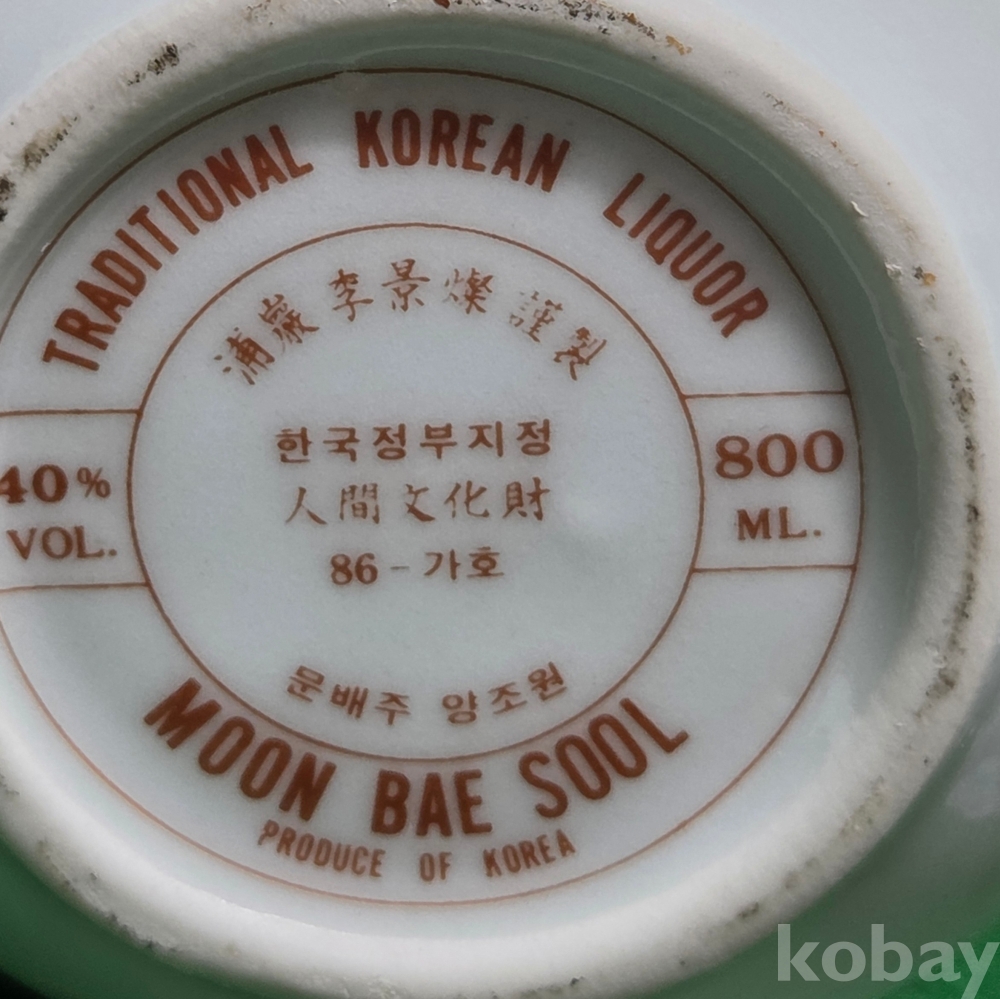 TRADITIONAL KOREAN LIQUOR
浦巖 李景燦 謹製
40% VOL.
한국정부지정
人間文化財
86-가호
800 ML.
문배주 양조원
MOON BAE SOOL
PRODUCE OF KOREA
kobay